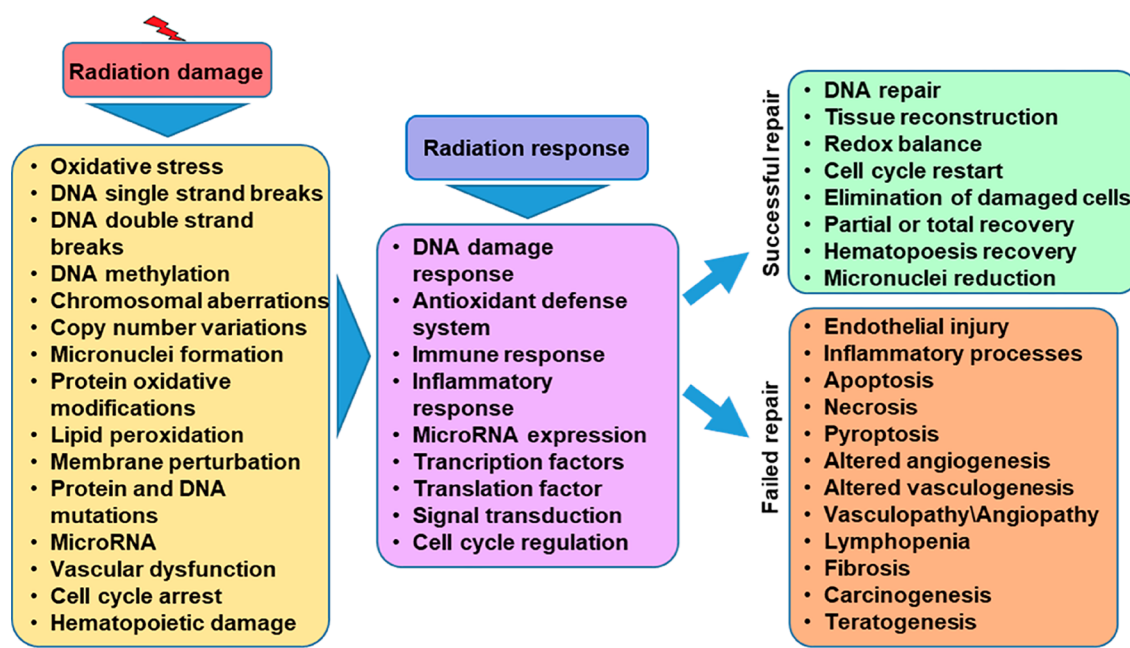 Radiation damage
• Oxidative stress
• DNA single strand breaks
• DNA double strand
breaks
• DNA methylation
• Chromosomal aberrations
• Copy number variations
• Micronuclei formation
• Protein oxidative
modifications
• Lipid peroxidation
• Membrane perturbation
• Protein and DNA
mutations
• MicroRNA
• Vascular dysfunction
• Cell cycle arrest
• Hematopoietic damage
Radiation response
• DNA damage
response
• Antioxidant defense
system
• Immune response
• Inflammatory
response
• MicroRNA expression
• Trancription factors
• Translation factor
• Signal transduction
• Cell cycle regulation
Successful repair
• DNA repair
• Tissue reconstruction
• Redox balance
• Cell cycle restart
• Elimination of damaged cells
• Partial or total recovery
• Hematopoesis recovery
• Micronuclei reduction
Failed repair
• Endothelial injury
• Inflammatory processes
• Apoptosis
• Necrosis
• Pyroptosis
• Altered angiogenesis
• Altered vasculogenesis
• Vasculopathy\Angiopathy
• Lymphopenia
• Fibrosis
• Carcinogenesis
• Teratogenesis